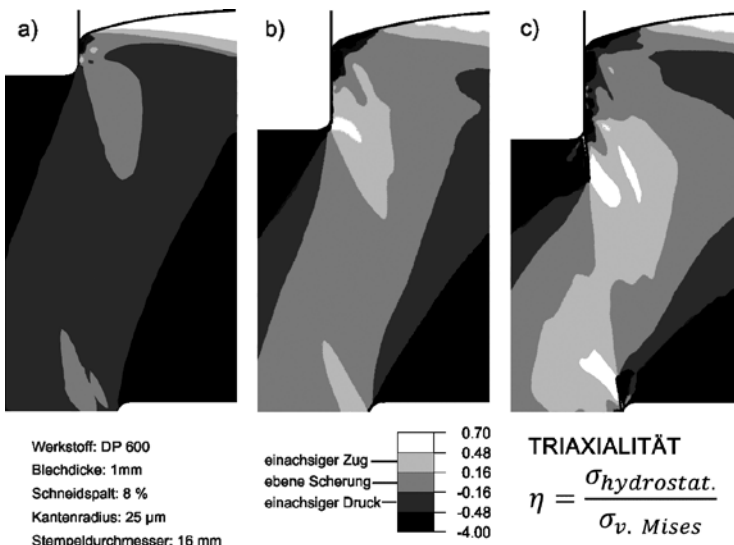 a)
b)
c)
Werkstoff: DP 600
Blechdicke: 1mm
Schneidspalt: 8 %
Kantenradius: 25 µm
Stempeldurchmesser: 16 mm
einachsiger Zug
ebene Scherung
einachsiger Druck
0.70
0.48
0.16
-0.16
-0.48
-4.00
TRIAXIALITÄT
η = σhydrostat. / σv. Mises